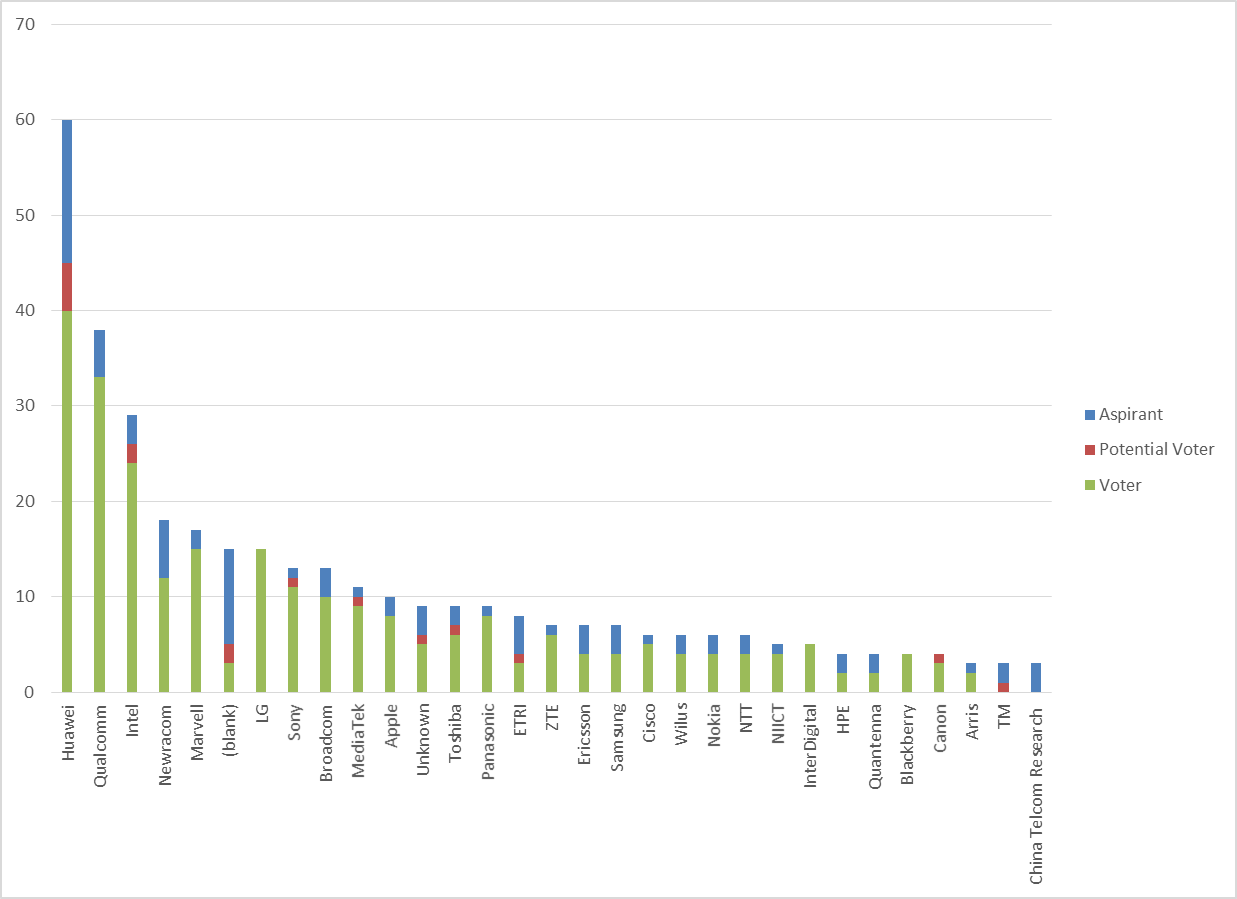 70
60
50
40
30
20
10
0
Huawei
Qualcomm
Intel
Newracom
Marvell
(blank)
LG
Sony
Broadcom
MediaTek
Apple
Unknown
Toshiba
Panasonic
ETRI
ZTE
Ericsson
Samsung
Cisco
Wilus
Nokia
NTT
NIICT
InterDigital
HPE
Quantenna
Blackberry
Canon
Arris
TM
China Telcom Research
Aspirant
Potential Voter
Voter